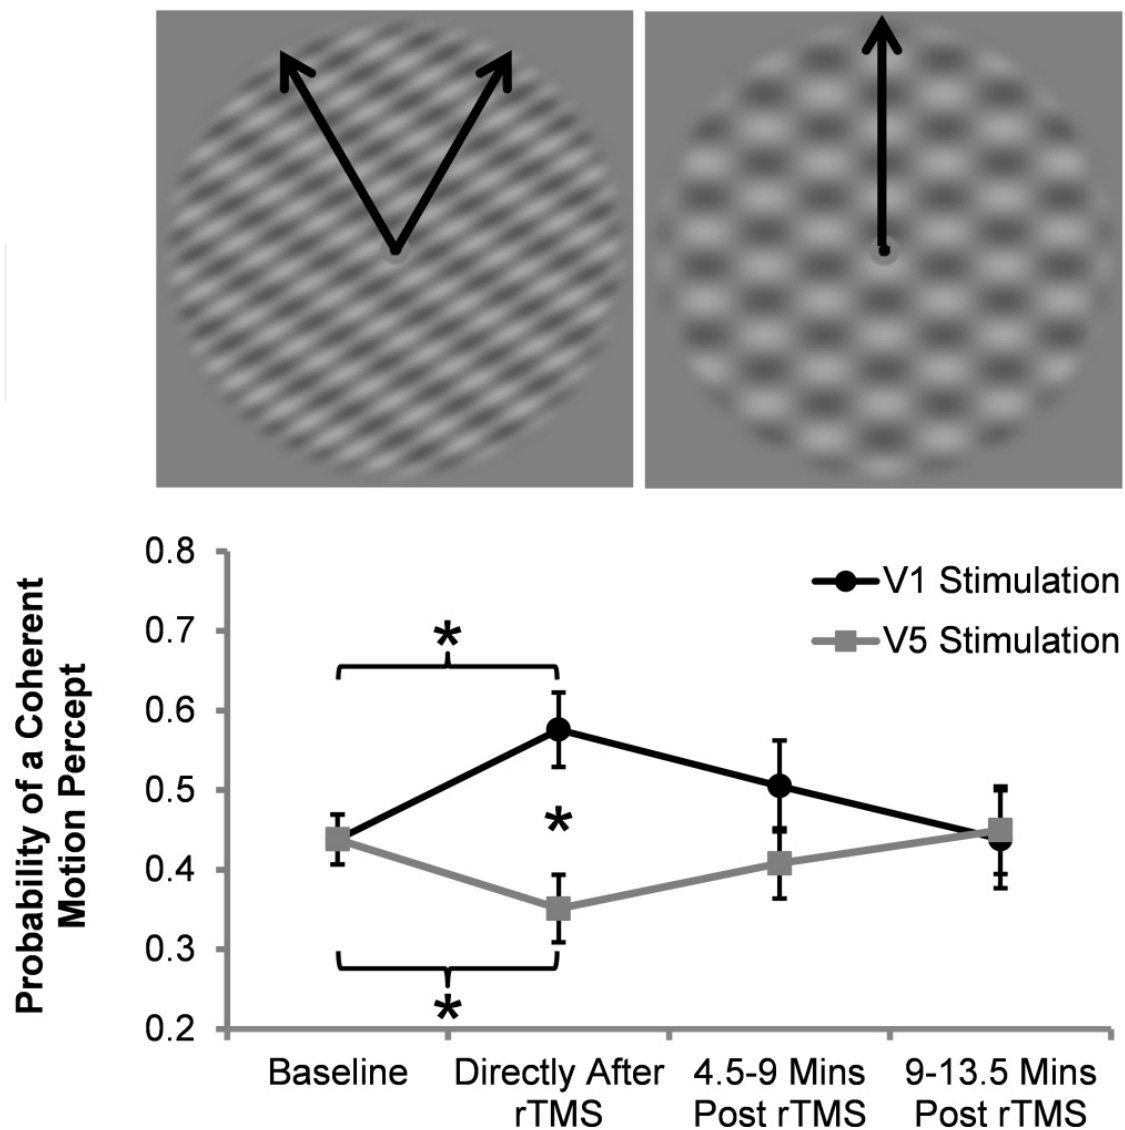 0.8
0.7
0.6
0.5
0.4
0.3
0.2
Probability of a Coherent
Motion Percept
V1 Stimulation
V5 Stimulation
*
*
*
Baseline
Directly After
rTMS
4.5-9 Mins
Post rTMS
9-13.5 Mins
Post rTMS